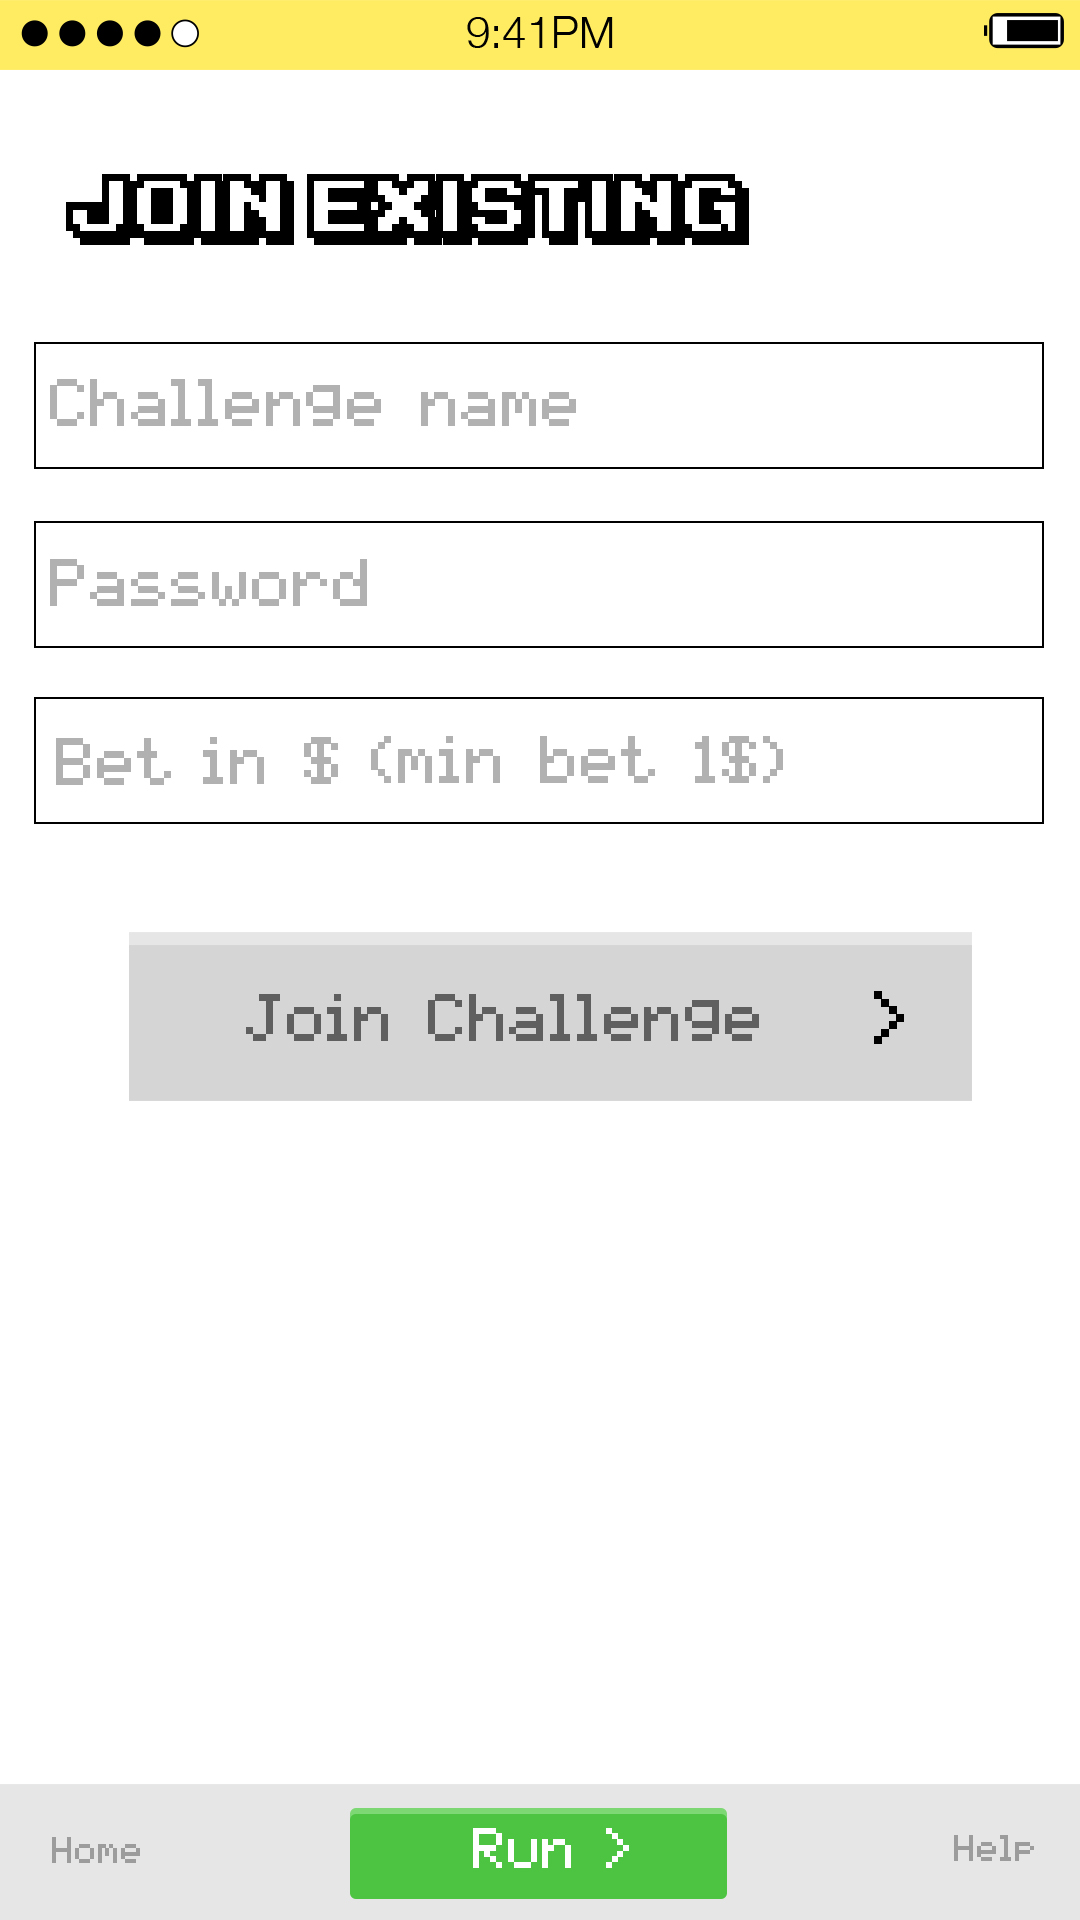 9:41PM
JOIN EXISTING
Challenge name
Password
Bet in $ (min bet 1$)
Join Challenge >
Home
Run >
Help